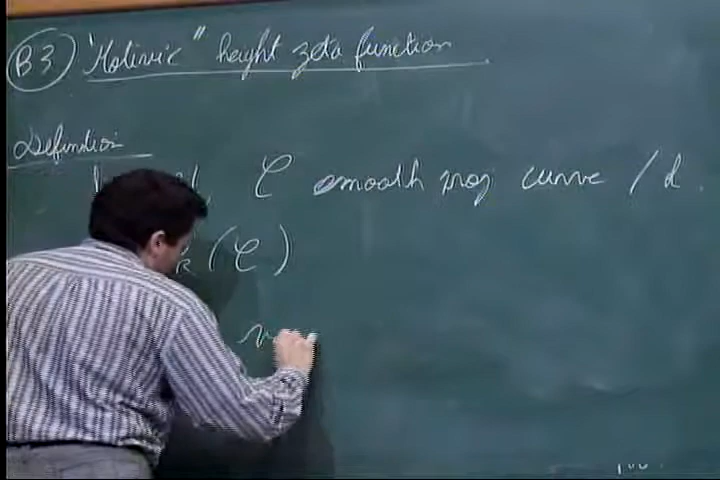 B3 "Motivic" height zeta function
Definition
C smooth proj curve / k.
(C)